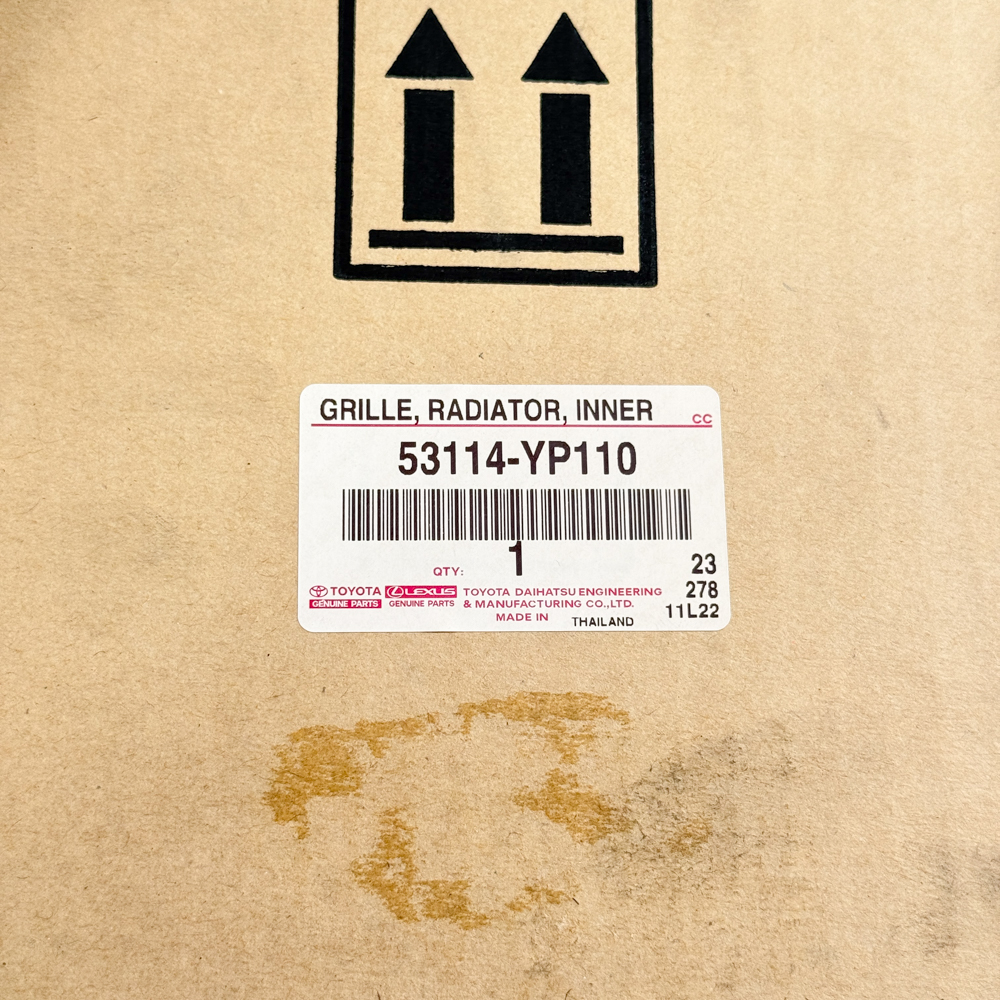 GRILLE, RADIATOR, INNER
CC
53114-YP110
QTY: 1
23
278
11L22
TOYOTA
GENUINE PARTS
LEXUS
GENUINE PARTS
TOYOTA DAIHATSU ENGINEERING
& MANUFACTURING CO.,LTD.
MADE IN THAILAND